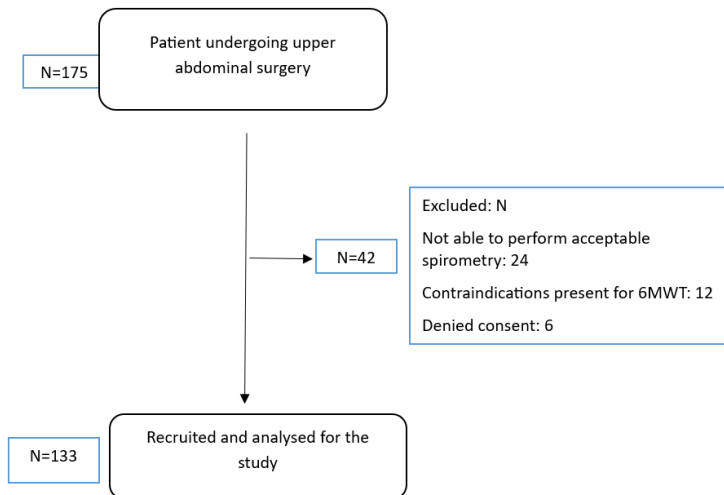 Patient undergoing upper
abdominal surgery
N=175
Excluded: N
Not able to perform acceptable
spirometry: 24
N=42
Contraindications present for 6MWT: 12
Denied consent: 6
Recruited and analysed for the
study
N=133